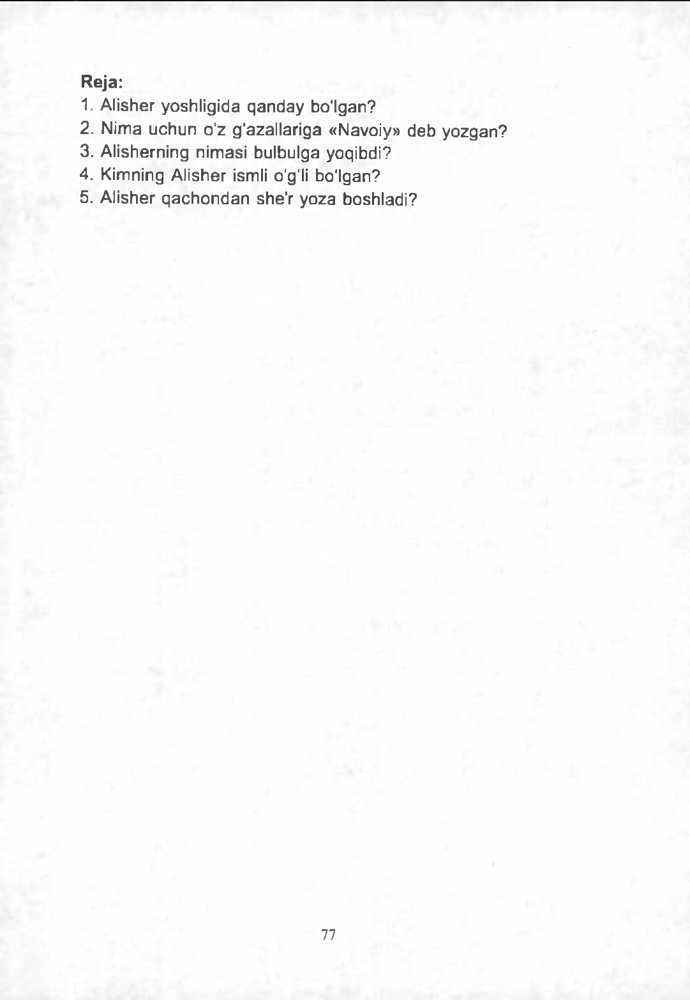 Reja:
1. Alisher yoshligida qanday bo'lgan?
2. Nima uchun o'z g'azallariga «Navoiy» deb yozgan?
3. Alisherning nimasi bulbulga yoqibdi?
4. Kimning Alisher ismli o'g'li bo'lgan?
5. Alisher qachondan she'r yoza boshladi?
77